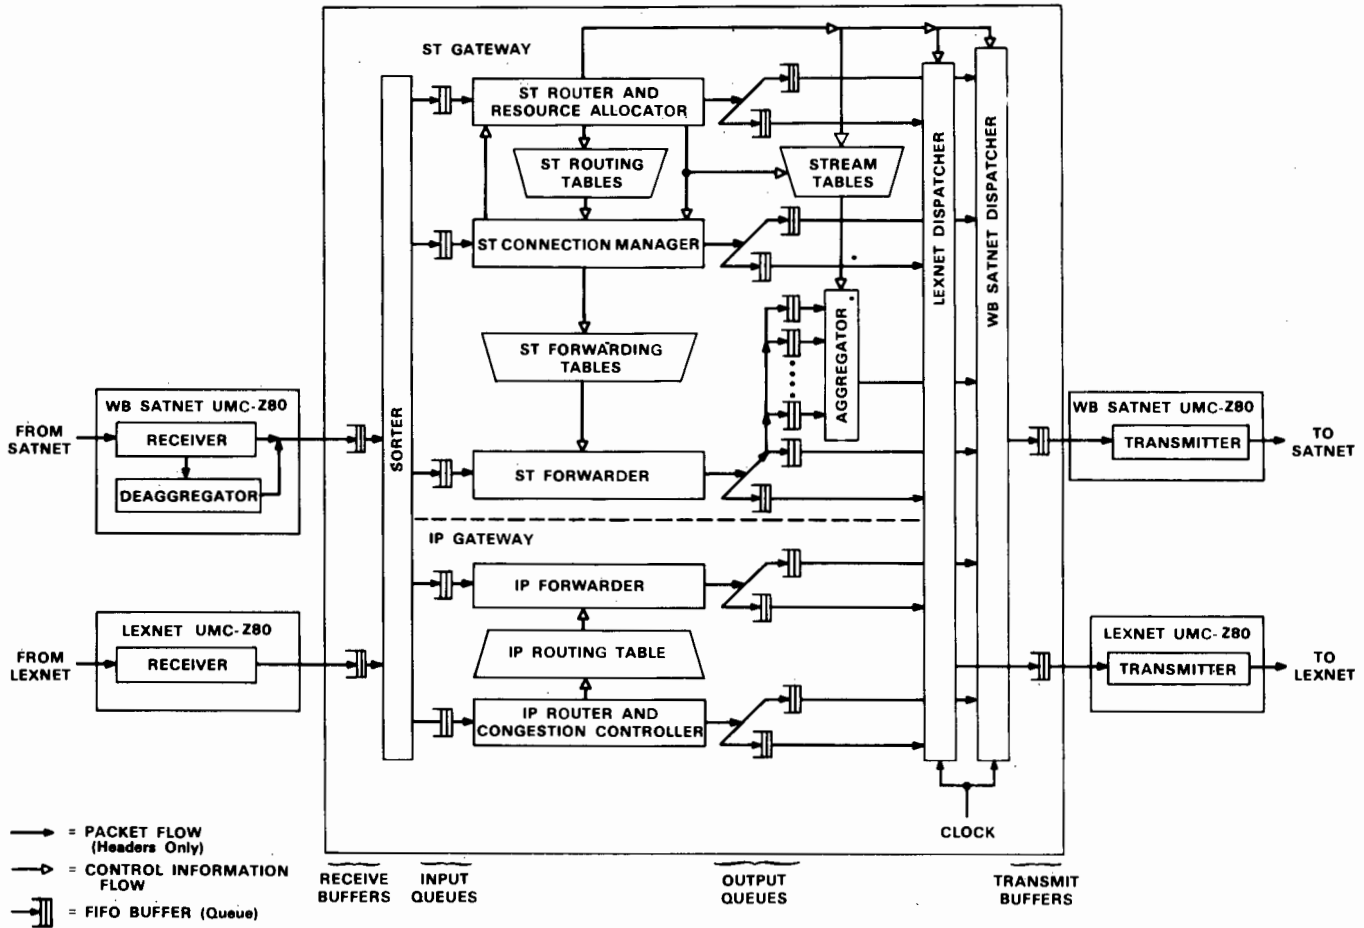 ST GATEWAY
ST ROUTER AND
RESOURCE ALLOCATOR
ST ROUTING
TABLES
STREAM
TABLES
ST CONNECTION MANAGER
ST FORWARDING
TABLES
AGGREGATOR
LEXNET DISPATCHER
WB SATNET DISPATCHER
SORTER
WB SATNET UMC-Z80
FROM
SATNET
RECEIVER
DEAGGREGATOR
ST FORWARDER
WB SATNET UMC-Z80
TRANSMITTER
TO
SATNET
IP GATEWAY
IP FORWARDER
IP ROUTING TABLE
IP ROUTER AND
CONGESTION CONTROLLER
LEXNET UMC-Z80
FROM
LEXNET
RECEIVER
LEXNET UMC-Z80
TRANSMITTER
TO
LEXNET
CLOCK
= PACKET FLOW
(Headers Only)
= CONTROL INFORMATION
FLOW
= FIFO BUFFER (Queue)
RECEIVE
BUFFERS
INPUT
QUEUES
OUTPUT
QUEUES
TRANSMIT
BUFFERS